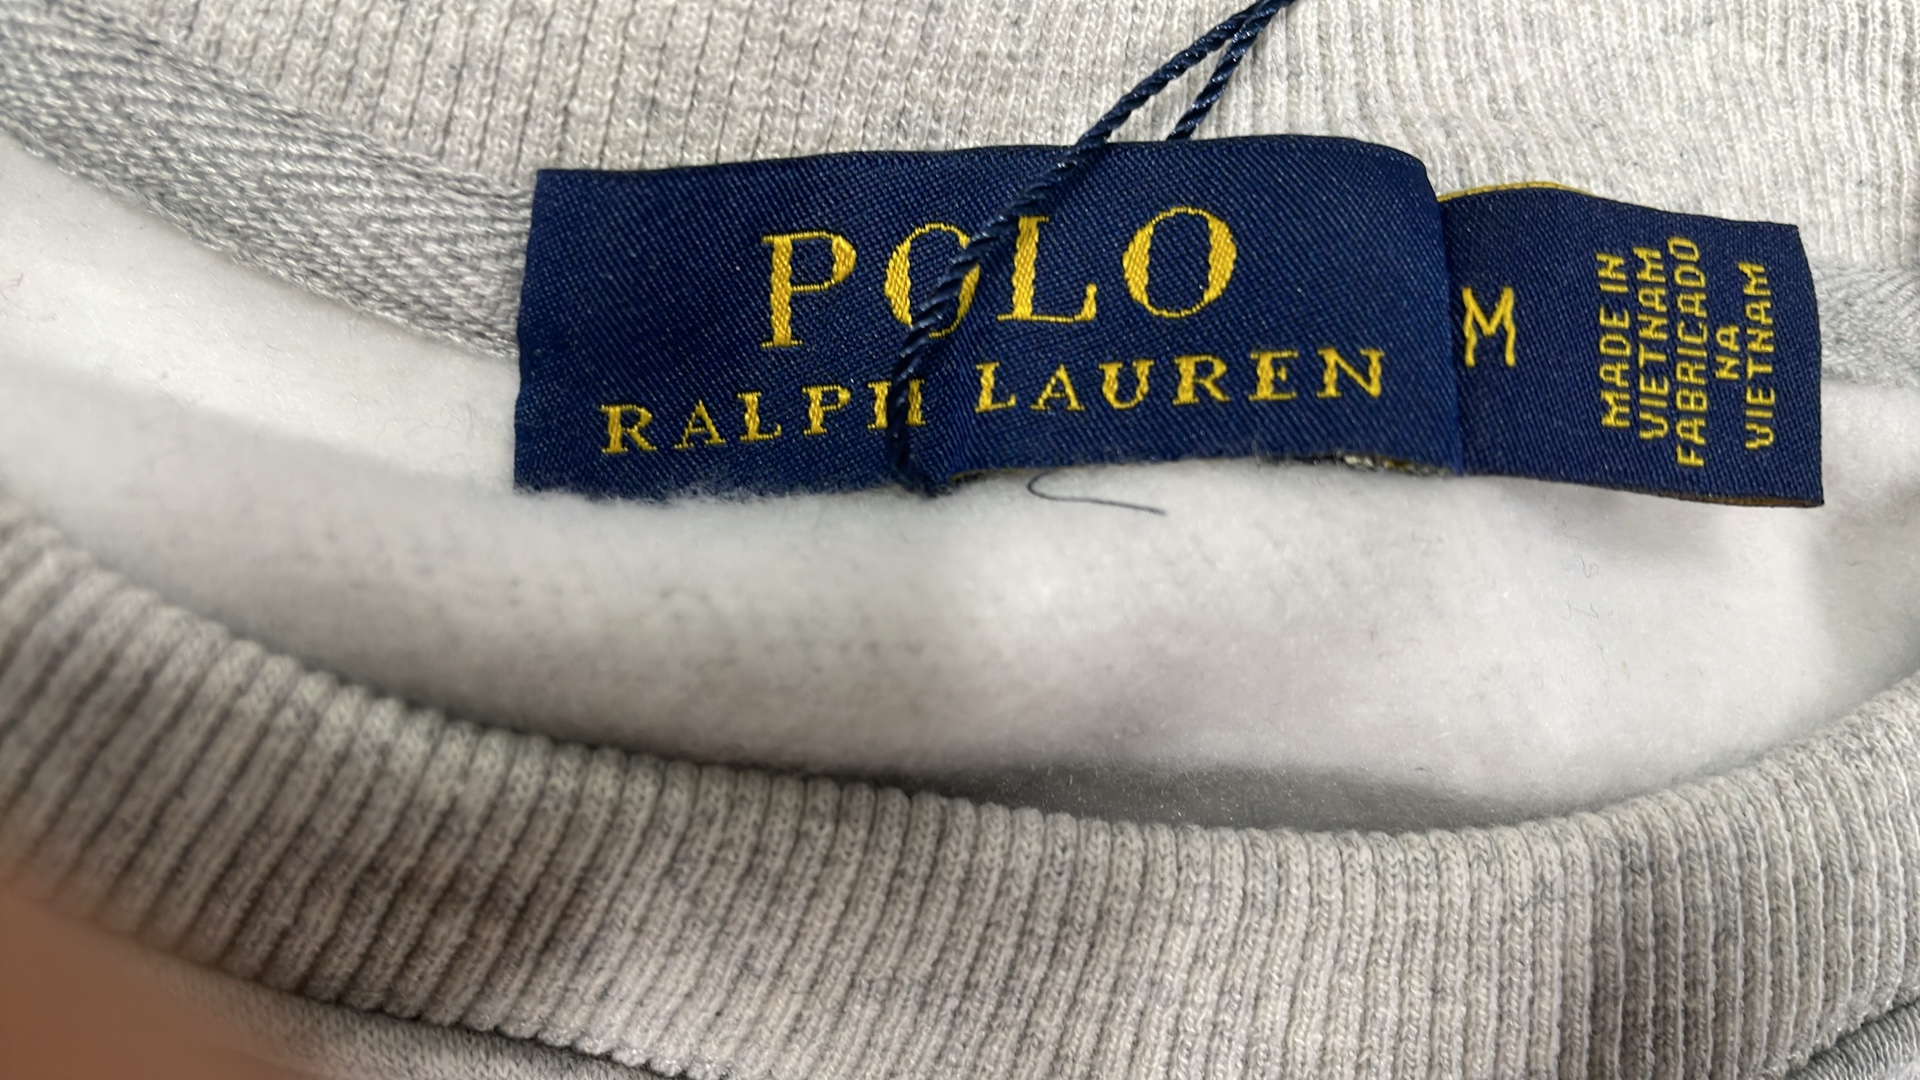 POLO
RALPH LAUREN
M
MADE IN
VIETNAM
FABRICADO
NA
VIETNAM